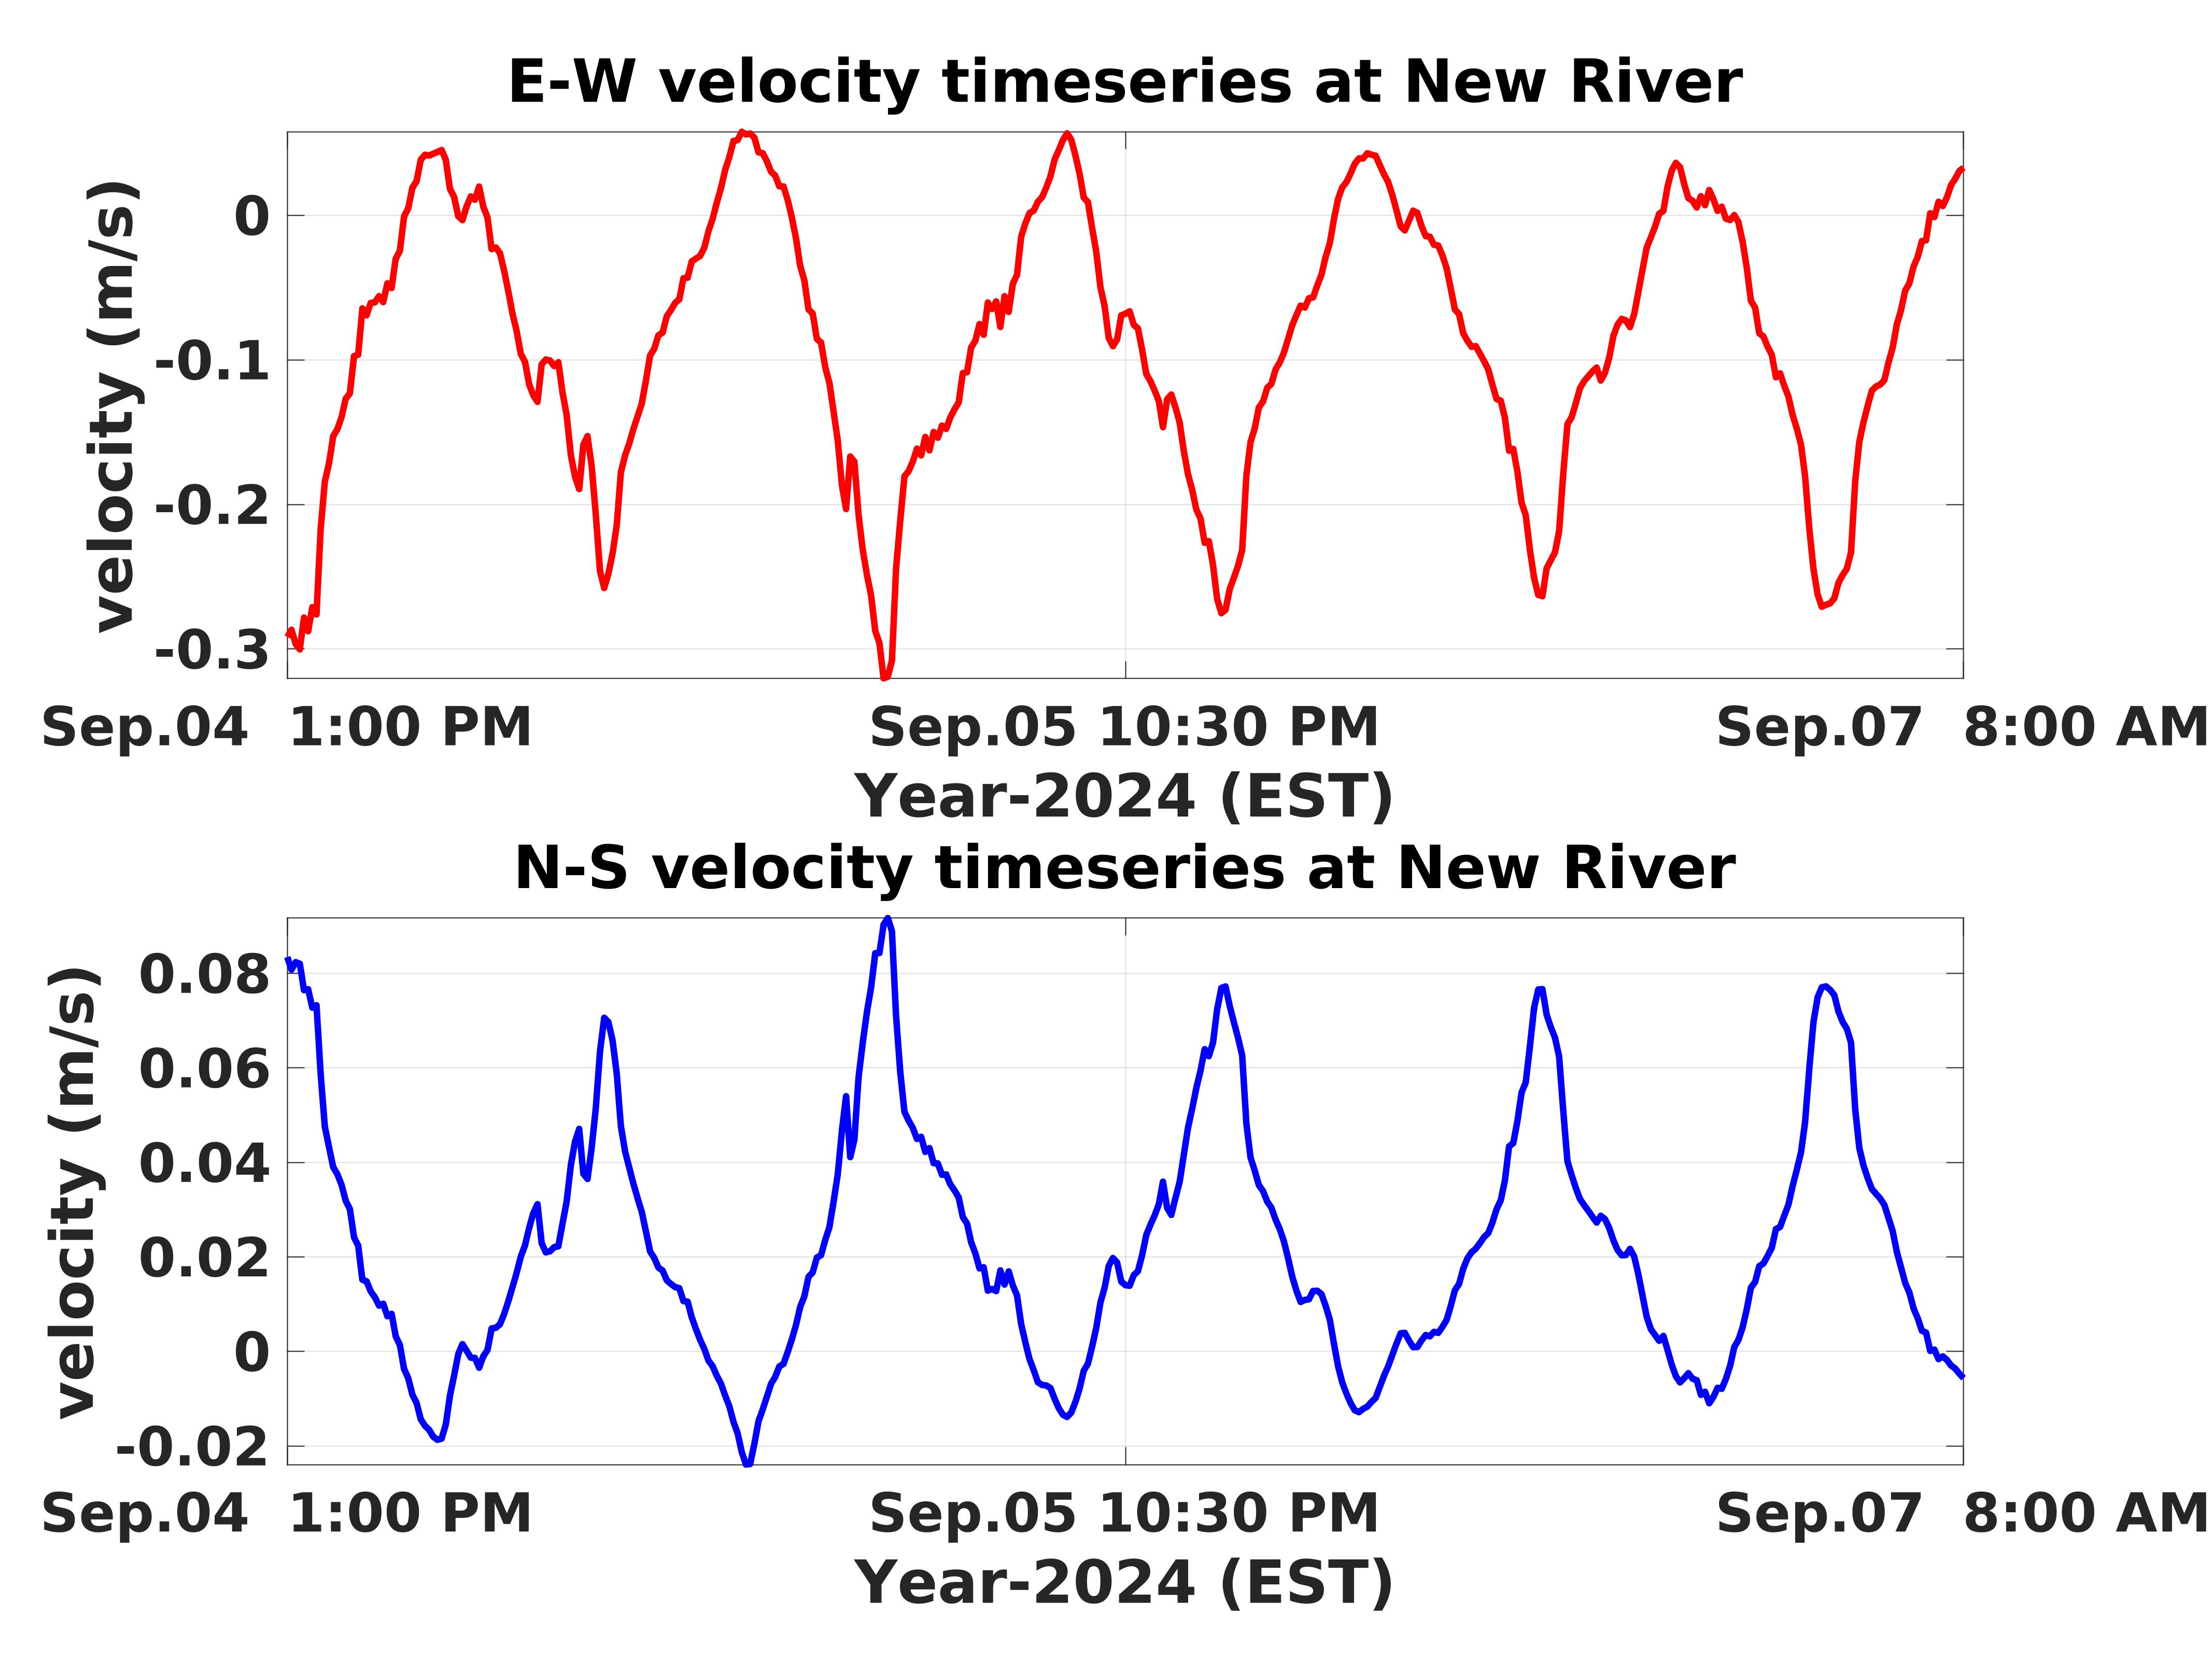 E-W velocity timeseries at New River
velocity (m/s)
0
-0.1
-0.2
-0.3
Sep.04 1:00 PM Sep.05 10:30 PM Sep.07 8:00 AM
Year-2024 (EST)
N-S velocity timeseries at New River
velocity (m/s)
0.08
0.06
0.04
0.02
0
-0.02
Sep.04 1:00 PM Sep.05 10:30 PM Sep.07 8:00 AM
Year-2024 (EST)